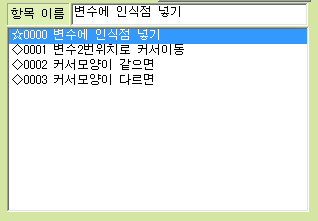 항목 이름 변수에 인식점 넣기
☆0000 변수에 인식점 넣기
◇0001 변수2번위치로 커서이동
◇0002 커서모양이 같으면
◇0003 커서모양이 다르면